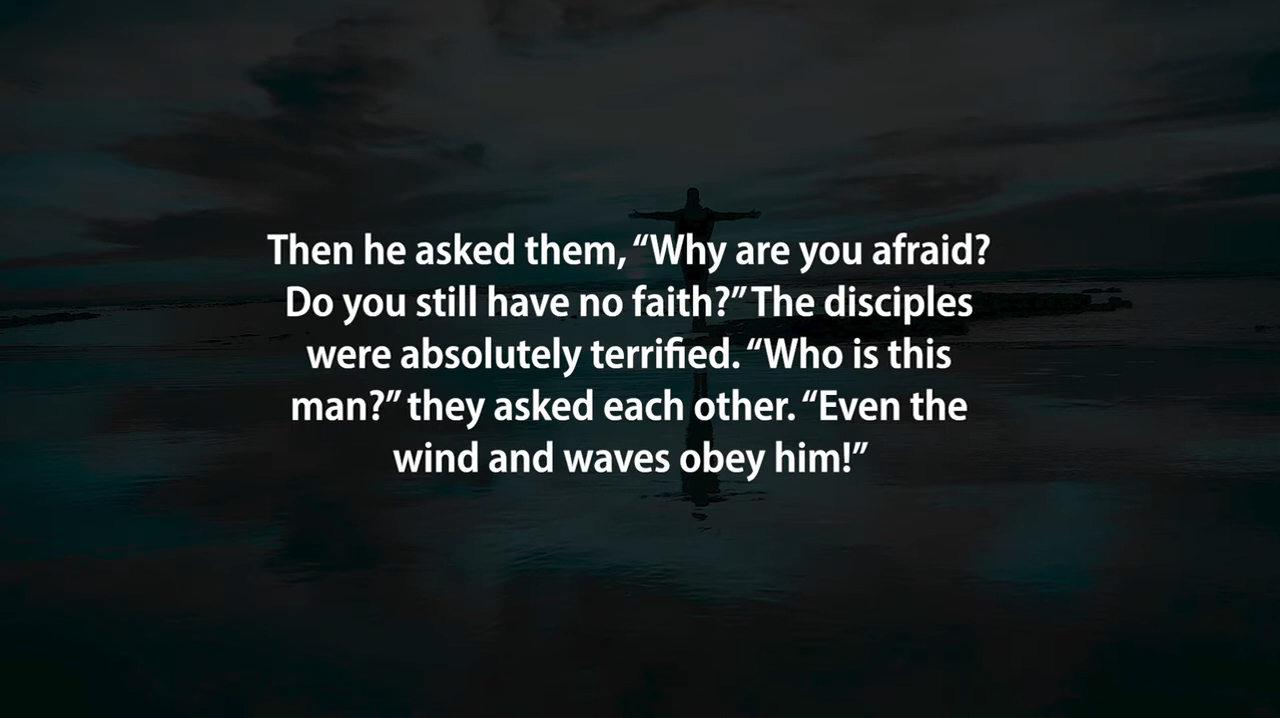 Then he asked them, “Why are you afraid?
Do you still have no faith?” The disciples
were absolutely terrified. “Who is this
man?” they asked each other. “Even the
wind and waves obey him!”